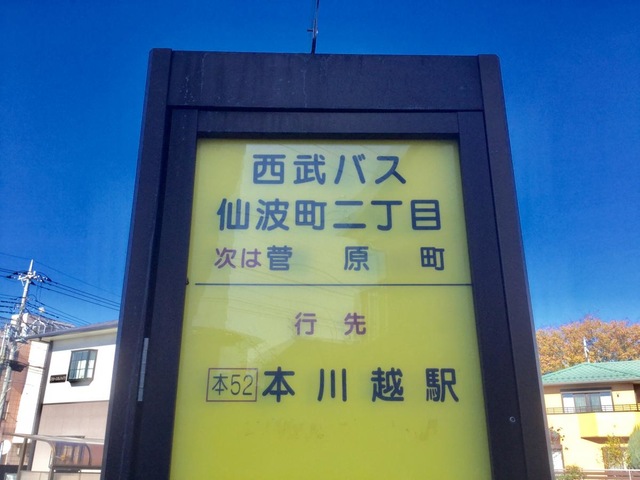 西武バス
仙波町二丁目
次は菅原町
行先
本52 本川越駅